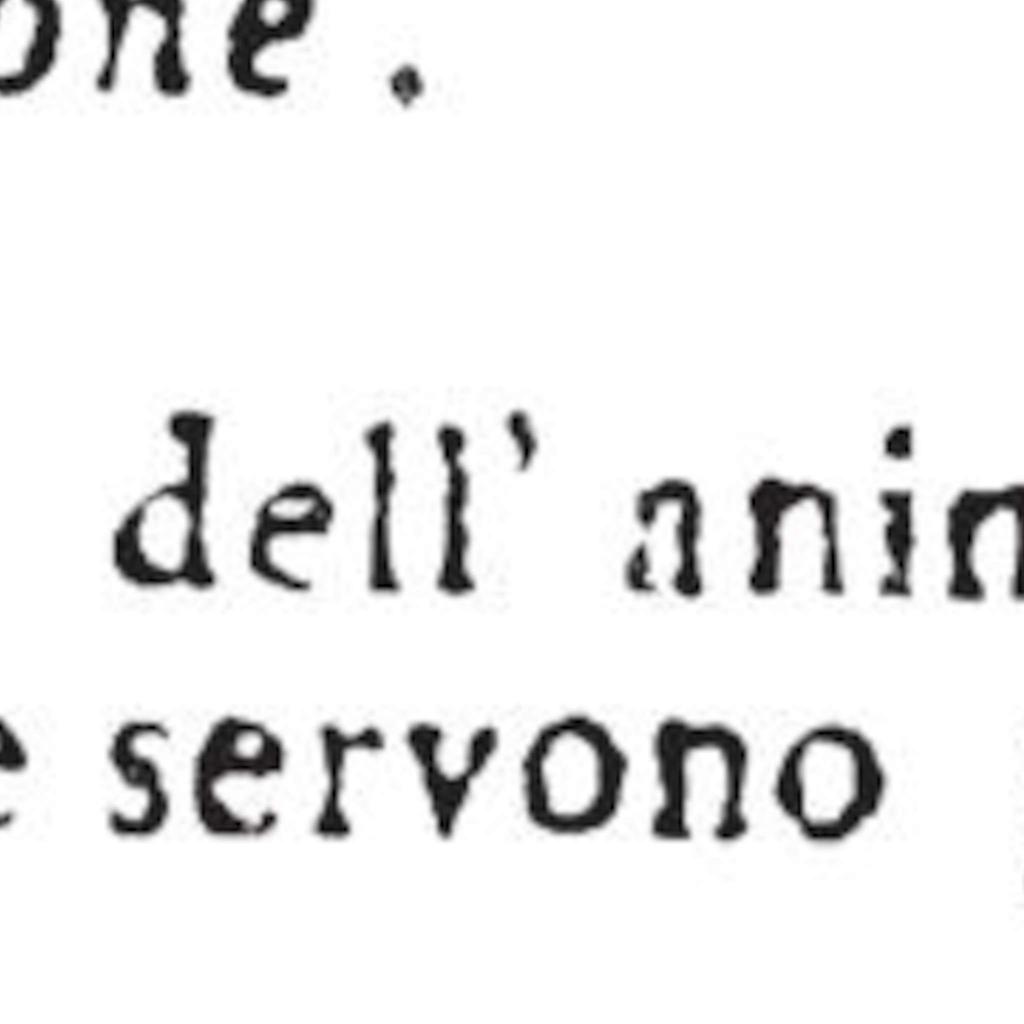 one.
dell' anin
e servono